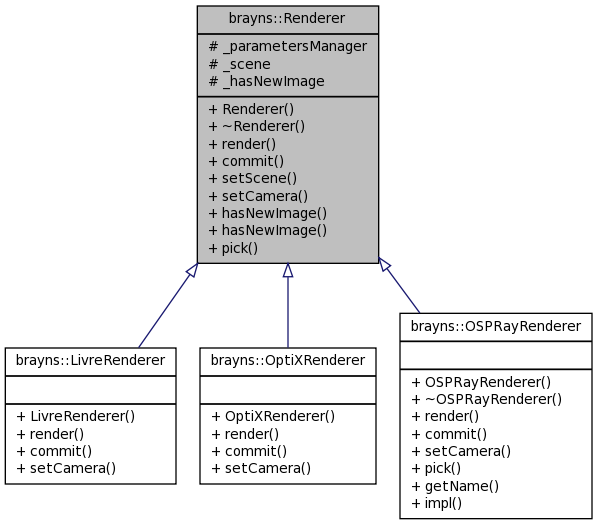 brayns::Renderer
# _parametersManager
# _scene
# _hasNewImage
+ Renderer()
+ ~Renderer()
+ render()
+ commit()
+ setScene()
+ setCamera()
+ hasNewImage()
+ hasNewImage()
+ pick()
brayns::LivreRenderer
+ LivreRenderer()
+ render()
+ commit()
+ setCamera()
brayns::OptiXRenderer
+ OptiXRenderer()
+ render()
+ commit()
+ setCamera()
brayns::OSPRayRenderer
+ OSPRayRenderer()
+ ~OSPRayRenderer()
+ render()
+ commit()
+ setCamera()
+ pick()
+ getName()
+ impl()